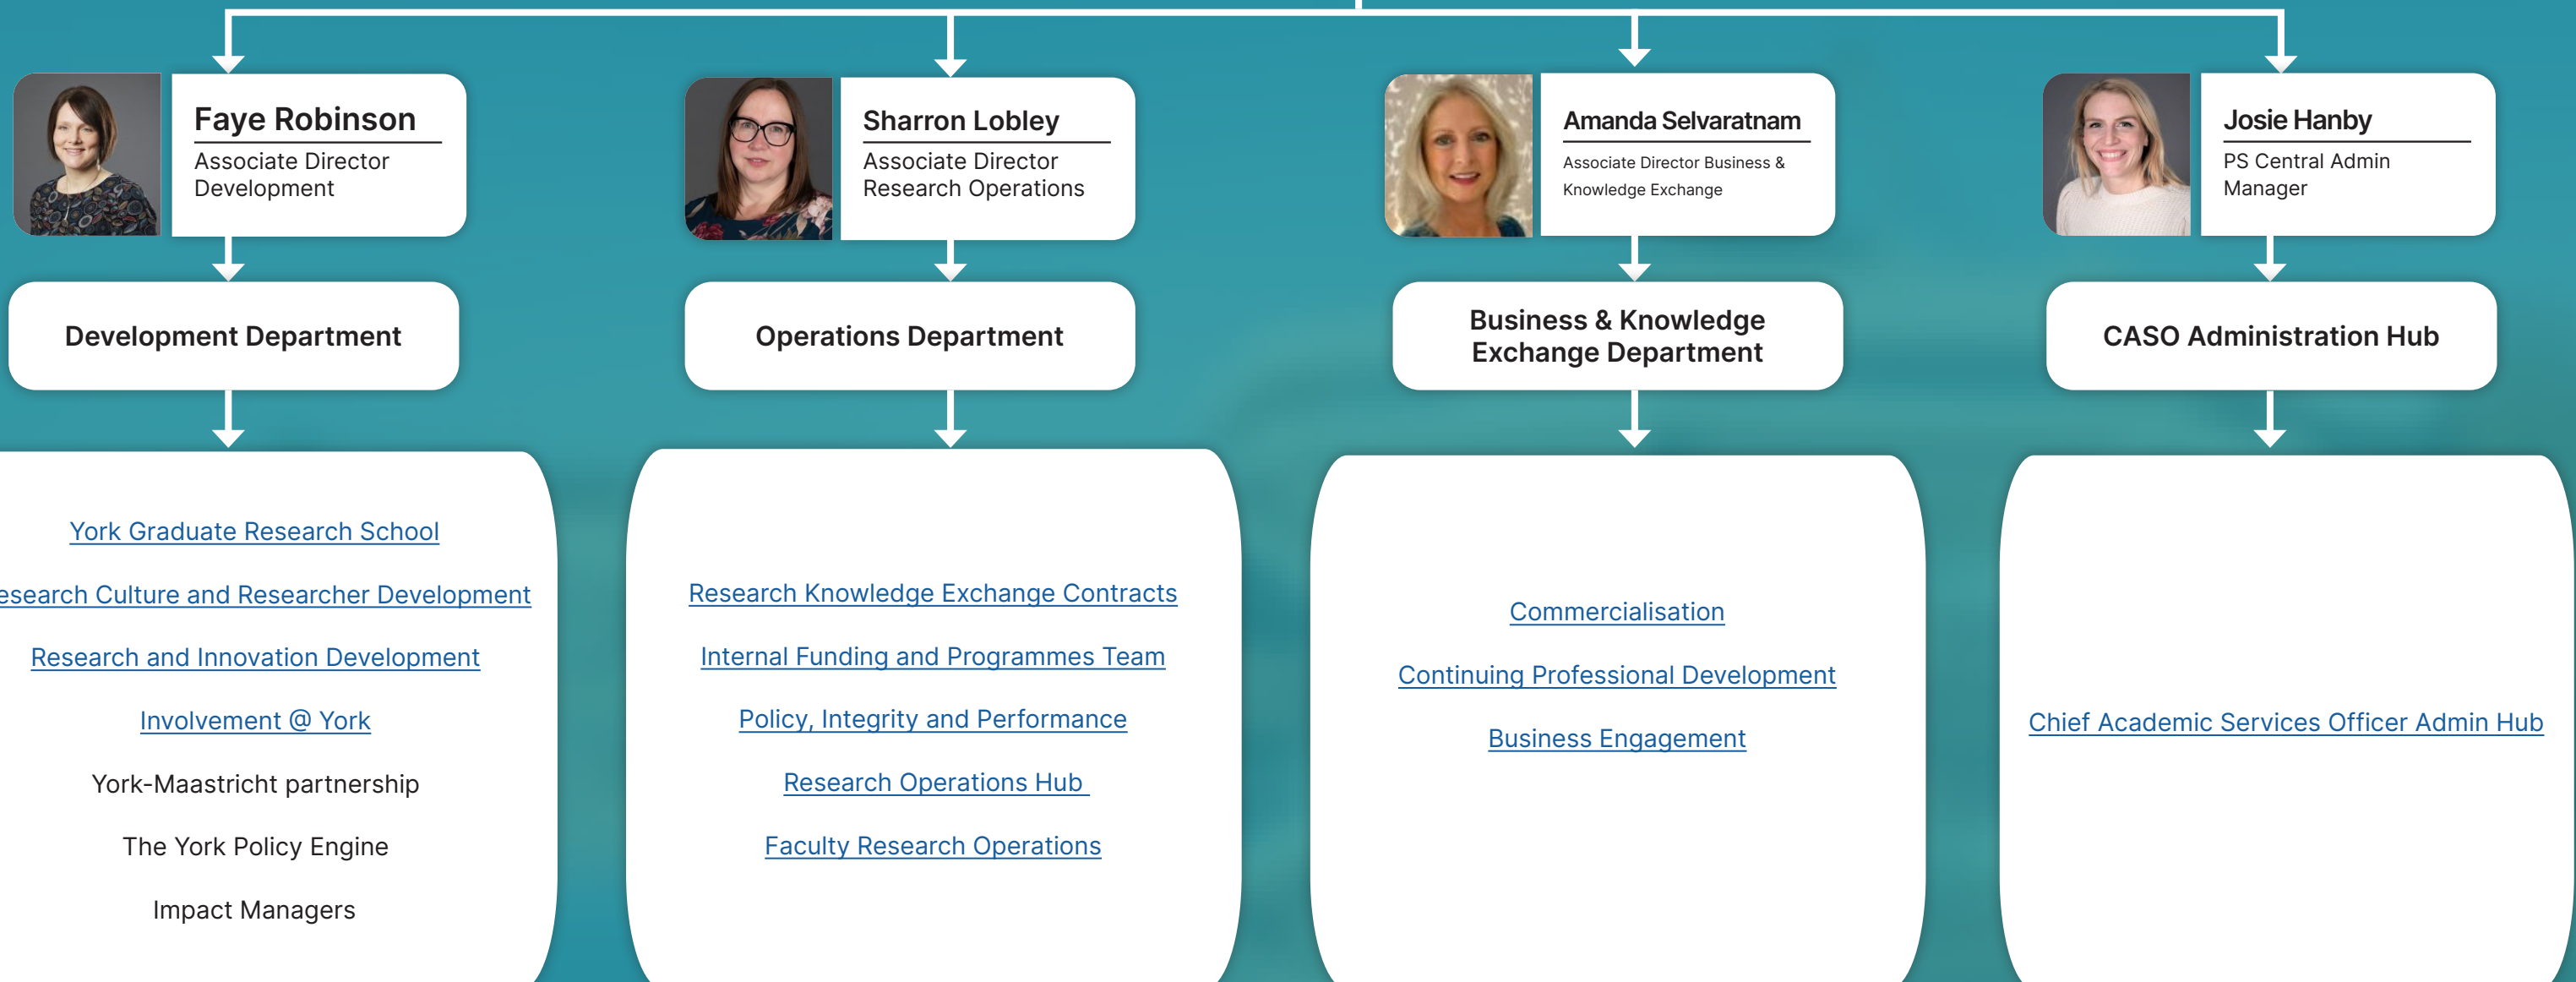 Faye Robinson
Associate Director
Development
Sharron Lobley
Associate Director
Research Operations
Amanda Selvaratnam
Associate Director Business &
Knowledge Exchange
Josie Hanby
PS Central Admin
Manager
Development Department
Operations Department
Business & Knowledge
Exchange Department
CASO Administration Hub
York Graduate Research School
esearch Culture and Researcher Development
Research and Innovation Development
Involvement @ York
York-Maastricht partnership
The York Policy Engine
Impact Managers
Research Knowledge Exchange Contracts
Internal Funding and Programmes Team
Policy, Integrity and Performance
Research Operations Hub
Faculty Research Operations
Commercialisation
Continuing Professional Development
Business Engagement
Chief Academic Services Officer Admin Hub